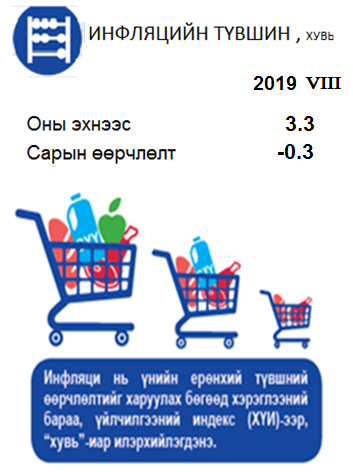 ИНФЛЯЦИЙН ТҮВШИН , ХУВЬ
2019 VIII
Оны эхнээс 3.3
Сарын өөрчлөлт -0.3
Инфляци нь үнийн ерөнхий түвшний
өөрчлөлтийг харуулах бөгөөд хэрэглээний
бараа, үйлчилгээний индекс (ХҮИ)-ээр,
“хувь”-иар илэрхийлэгдэнэ.